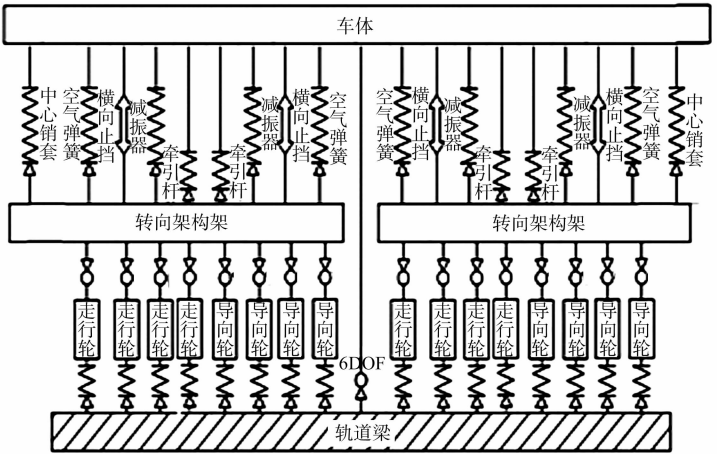 车体
中心销套
空气弹簧
横向止挡
减振器
牵引杆
牵引杆
减振器
横向止挡
空气弹簧
空气弹簧
横向止挡
减振器
牵引杆
牵引杆
减振器
横向止挡
空气弹簧
中心销套
转向架构架
转向架构架
走行轮
走行轮
走行轮
走行轮
导向轮
导向轮
导向轮
导向轮
走行轮
走行轮
走行轮
走行轮
导向轮
导向轮
导向轮
导向轮
6DOF
轨道梁